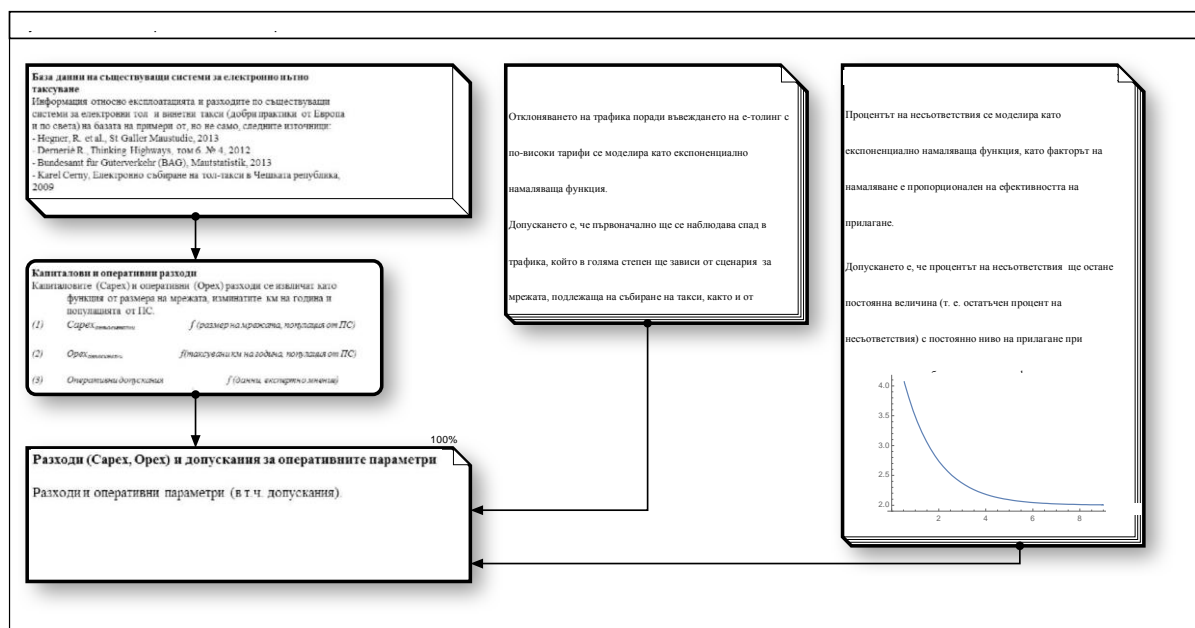 База данни на съществуващи системи за електронно пътно
таксуване
Информация относно експлоатацията и разходите по съществуващи
системи за електронни тол и винетни такси (добри практики от Европа
и по света) на базата на примери от, но не само, следните източници:
- Hegner, R. et al., St Galler Maustudie, 2013
- Dernerié R., Thinking Highways, том 6. № 4, 2012
- Bundesamt fur Guterverkehr (BAG), Mautstatistik, 2013
- Karel Cerny, Електронно събиране на тол-такси в Чешката република,
2009
Капиталови и оперативни разходи
Капиталовите (Capex) и оперативни (Opex) разходи се извличат като
функция от размера на мрежата, изминатите км на година и
популацията от ПС.
(1) Capex f (размер на мрежата, популация от ПС)
(2) Opex f(таксувани км на година, популация от ПС)
(3) Оперативни допускания f (данни, експертно мнение)
100%
Разходи (Capex, Opex) и допускания за оперативните параметри
Разходи и оперативни параметри (в т.ч. допускания).
Отклоняването на трафика поради въвеждането на е-толинг с
по-високи тарифи се моделира като експоненциално
намаляваща функция.
Допускането е, че първоначално ще се наблюдава спад в
трафика, който в голяма степен ще зависи от сценария за
мрежата, подлежаща на събиране на такси, както и от
Процентът на несъответствия се моделира като
експоненциално намаляваща функция, като факторът на
намаляване е пропорционален на ефективността на
прилагане.
Допускането е, че процентът на несъответствия ще остане
постоянна величина (т. е. остатъчен процент на
несъответствия) с постоянно ниво на прилагане при
4.0
3.5
3.0
2.5
2.0
2 4 6 8